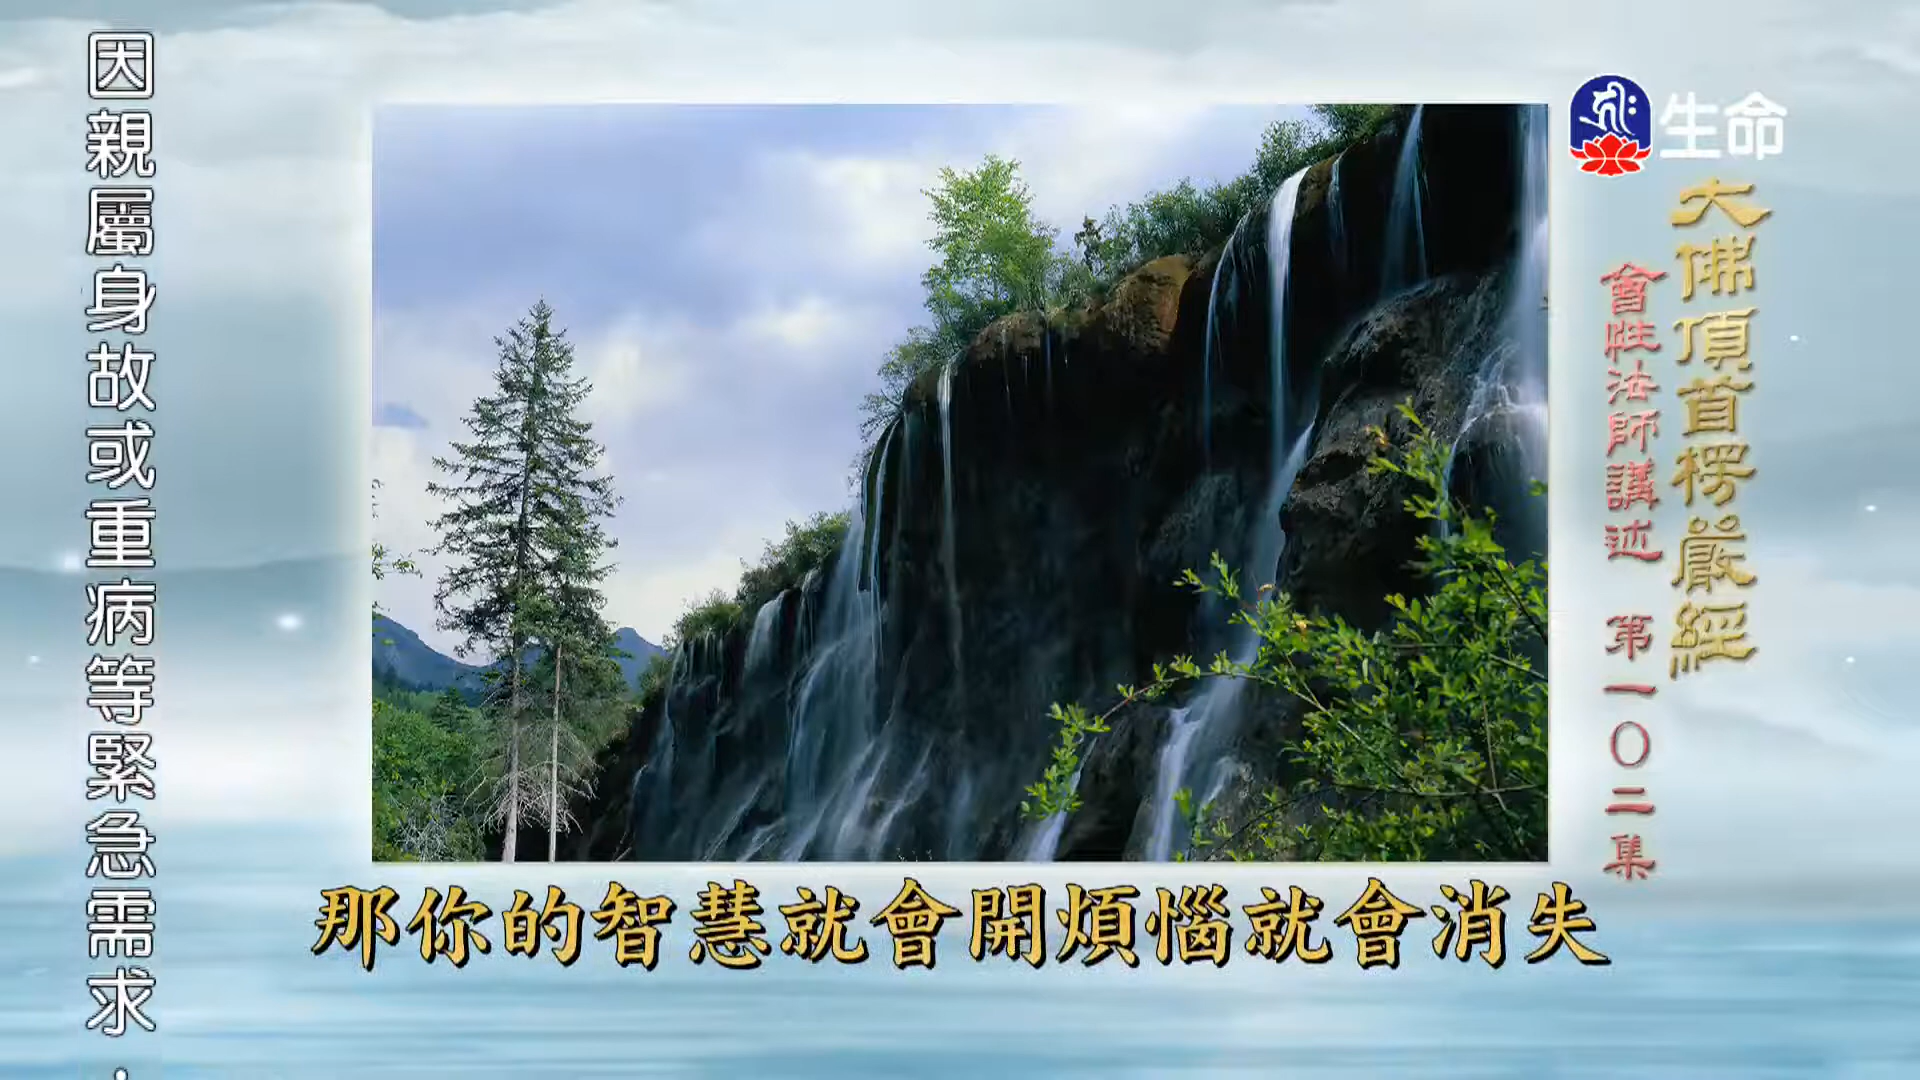 因親屬身故或重病等緊急需求
生命
大佛頂首楞嚴經
會性法師講述 第一〇二集
那你的智慧就會開煩惱就會消失